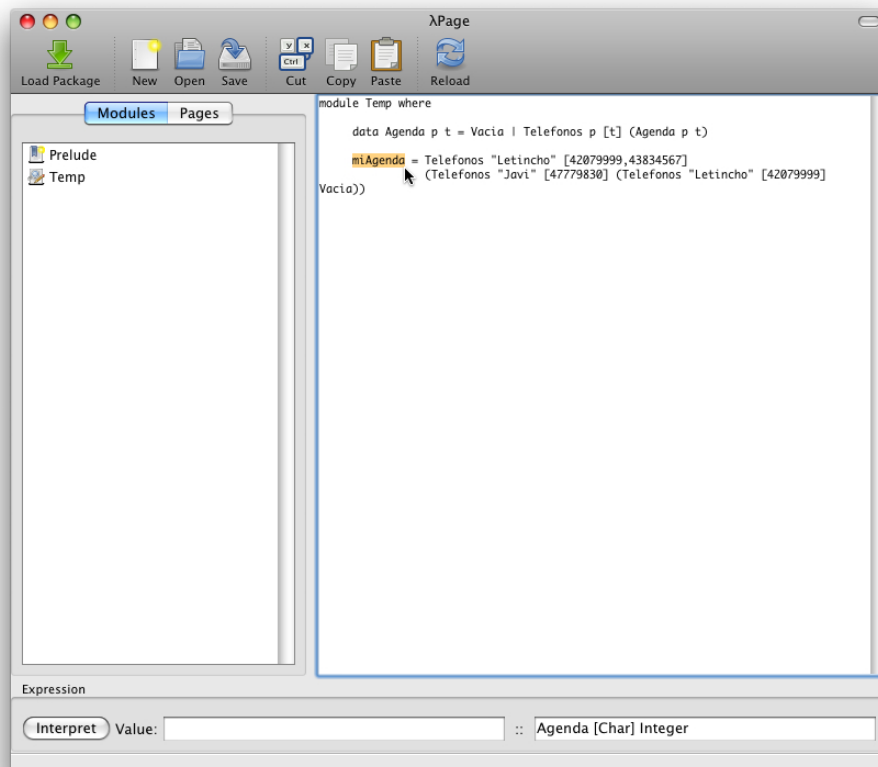 λPage
Load Package New Open Save Cut Copy Paste Reload
y x
Ctrl
Modules Pages
Prelude
Temp
module Temp where
data Agenda p t = Vacia | Telefonos p [t] (Agenda p t)
miAgenda = Telefonos "Letincho" [42079999,43834567]
(Telefonos "Javi" [47779830] (Telefonos "Letincho" [42079999]
Vacia))
Expression
Interpret Value: :: Agenda [Char] Integer